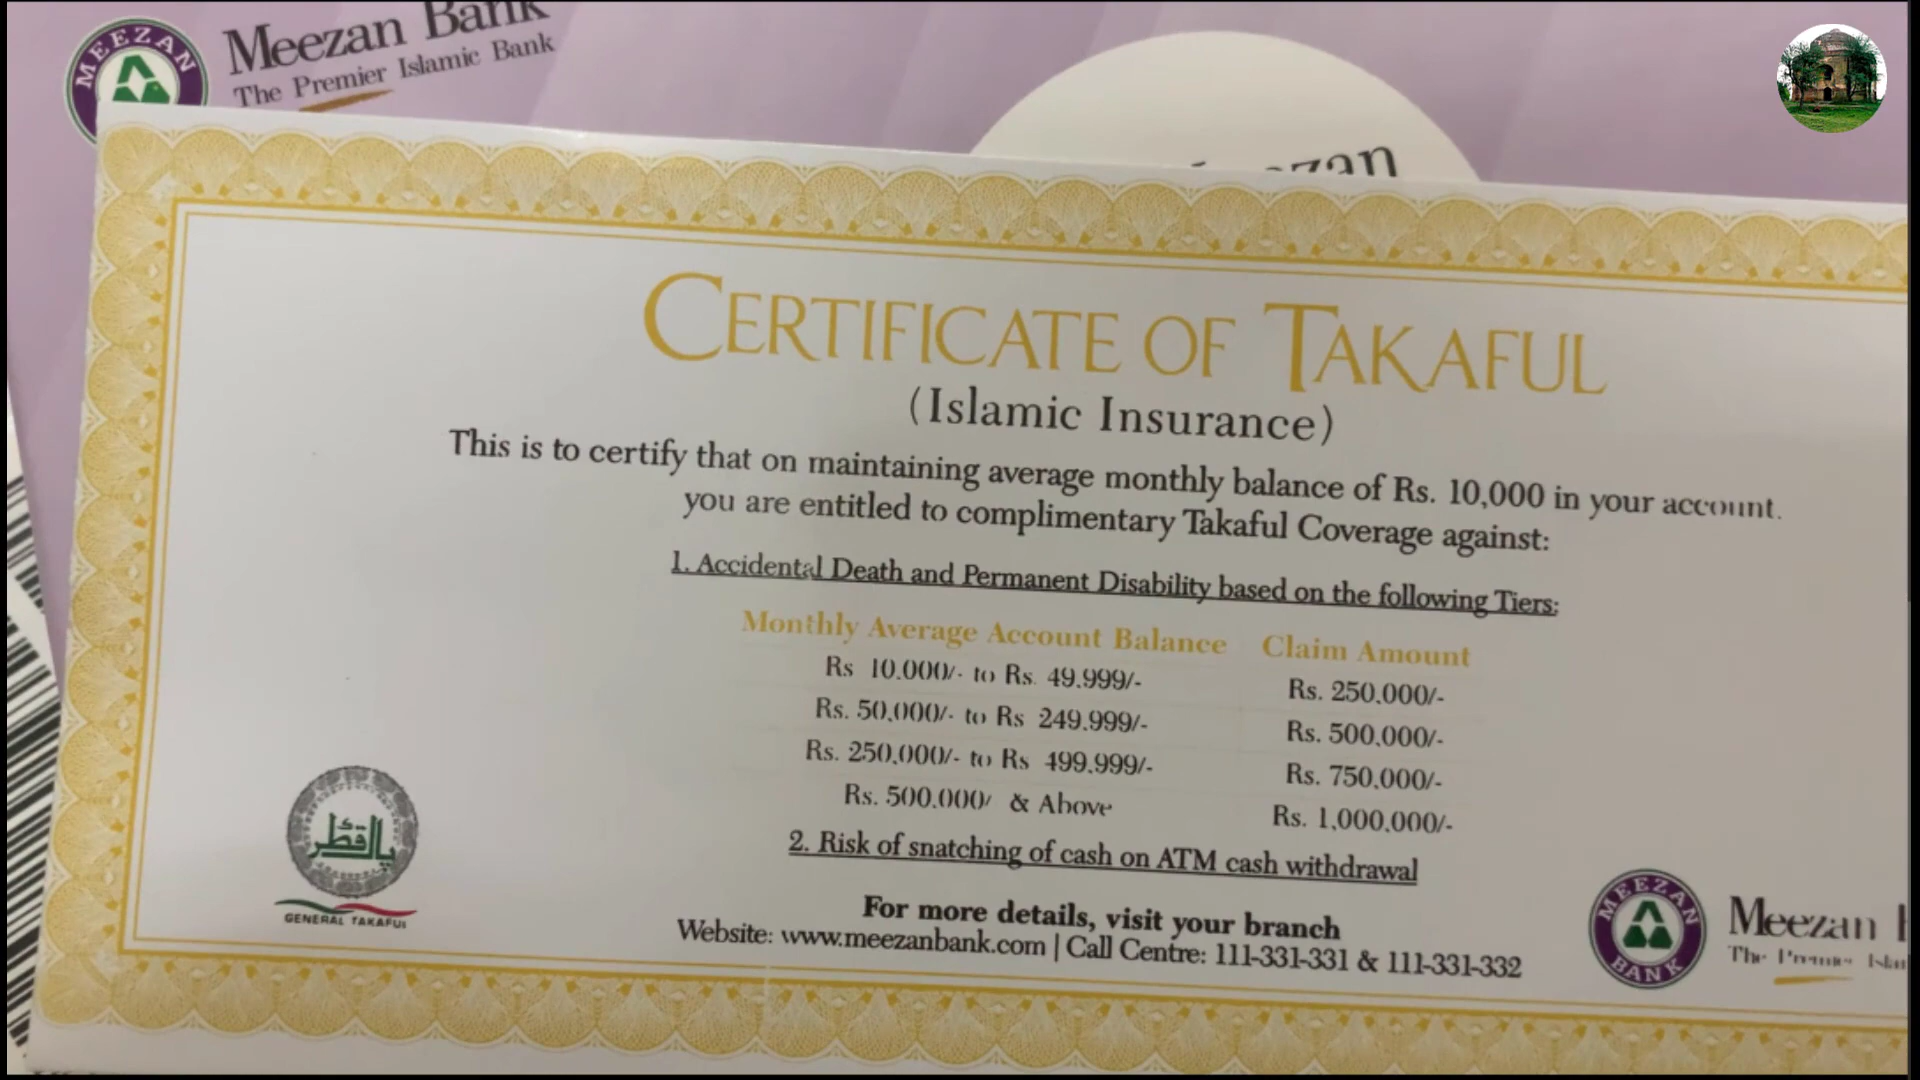 MEEZAN
Meezan Bank
The Premier Islamic Bank
CERTIFICATE OF TAKAFUL
(Islamic Insurance)
This is to certify that on maintaining average monthly balance of Rs. 10,000 in your account.
you are entitled to complimentary Takaful Coverage against:
1. Accidental Death and Permanent Disability based on the following Tiers:
Monthly Average Account Balance Claim Amount
Rs 10.000/- to Rs. 49.999/- Rs. 250,000/-
Rs. 50,000/- to Rs 249.999/- Rs. 500,000/-
Rs. 250,000/- to Rs 499,999/- Rs. 750,000/-
Rs. 500.000/ & Above Rs. 1,000,000/-
2. Risk of snatching of cash on ATM cash withdrawal
For more details, visit your branch
Website: www.meezanbank.com | Call Centre: 111-331-331 & 111-331-332
پاک قطر
GENERAL TAKAFUL
MEEZAN BANK
Meezan
The Premier